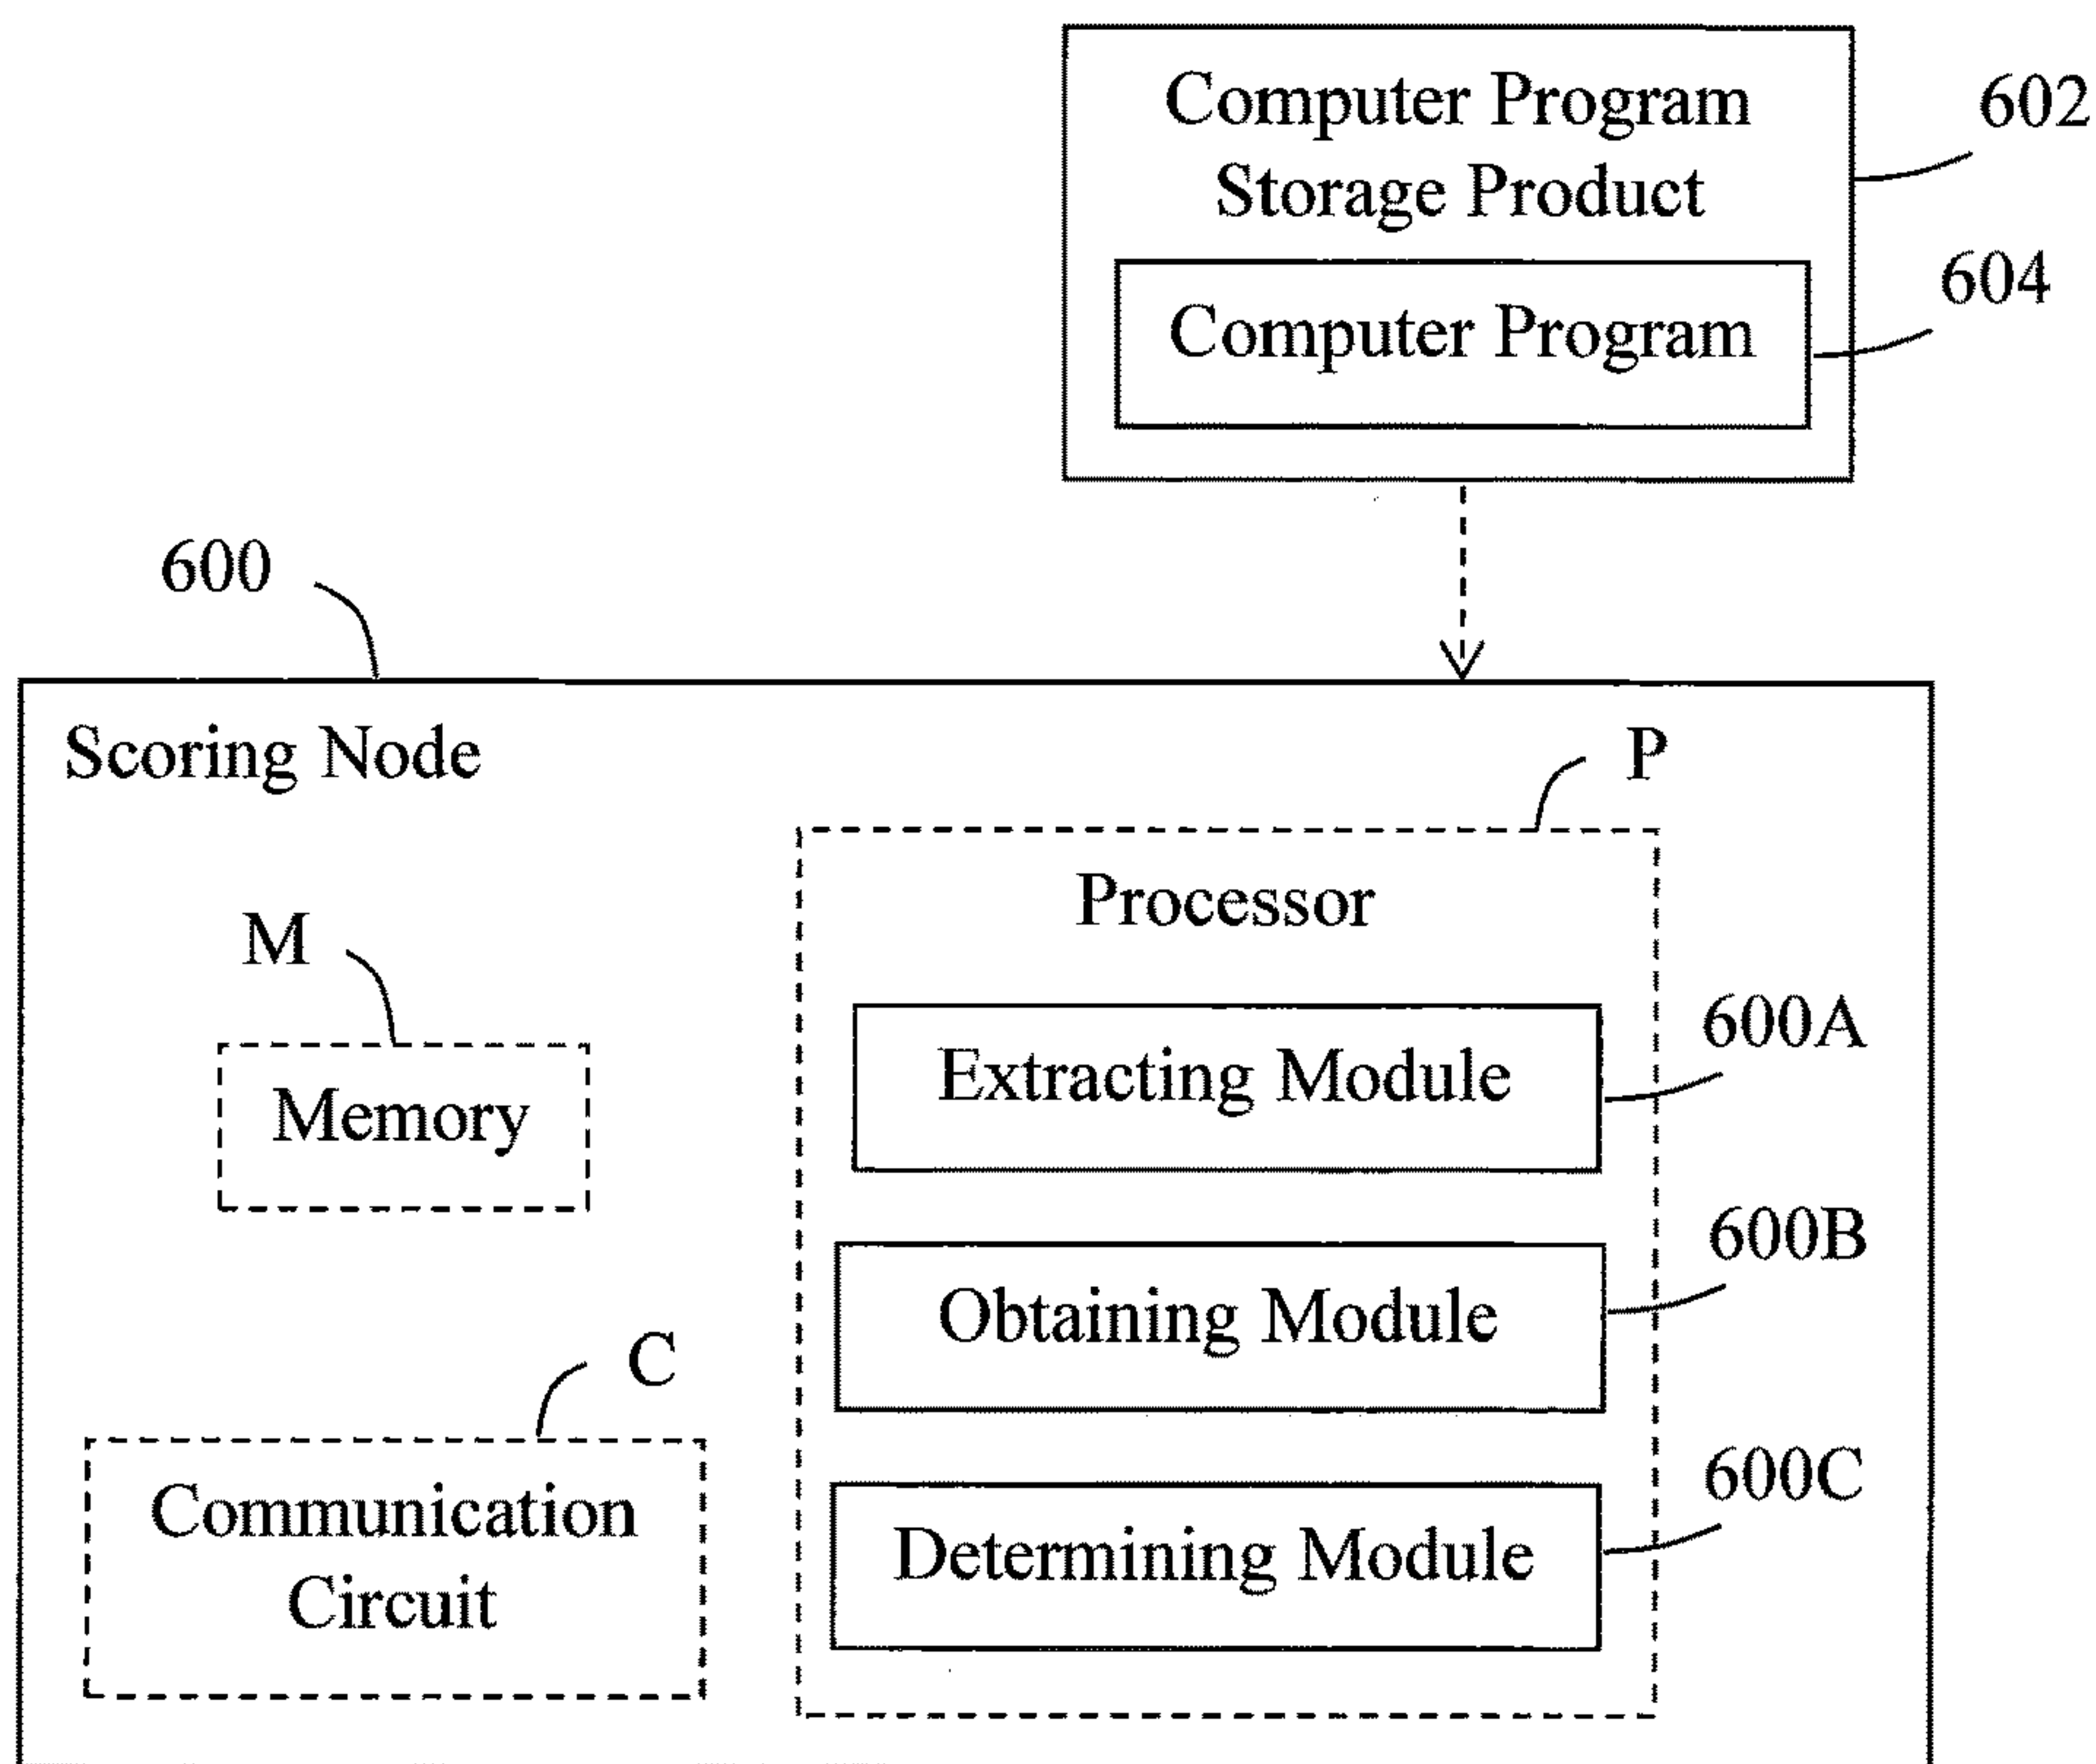 Computer Program
Storage Product
602
Computer Program
604
600
Scoring Node
P
Processor
M
Memory
Extracting Module
600A
Obtaining Module
600B
C
Communication
Circuit
Determining Module
600C